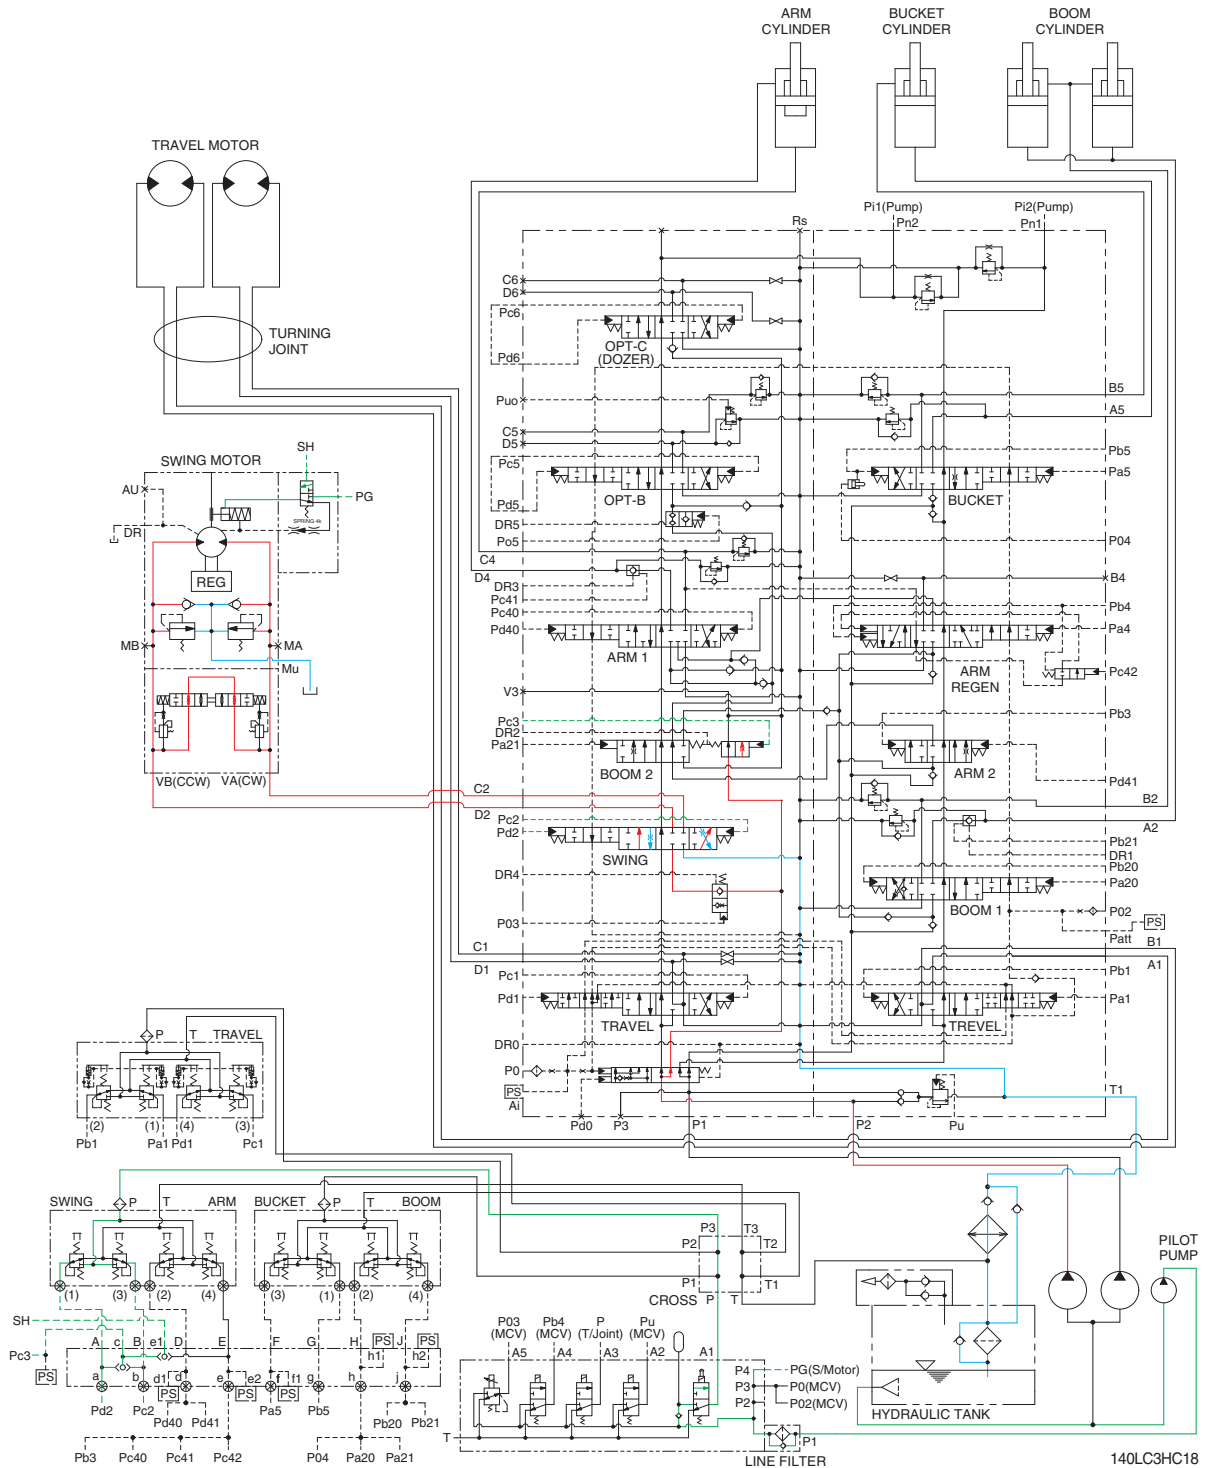 ARM
CYLINDER
BUCKET
CYLINDER
BOOM
CYLINDER
TRAVEL MOTOR
TURNING
JOINT
Pi1(Pump)
Pn2
Pi2(Pump)
Pn1
Rs
C6
D6
Pc6
Pd6
OPT-C
(DOZER)
Puo
C5
D5
Pc5
Pd5
OPT-B
BUCKET
B5
A5
Pb5
Pa5
P04
SWING MOTOR
SH
AU
PG
DR
SPRING 4k
REG
MB
MA
Mu
VB(CCW)
VA(CW)
DR5
Po5
C4
D4
DR3
Pc41
Pc40
Pd40
ARM 1
ARM
REGEN
B4
Pb4
Pa4
Pc42
V3
Pc3
DR2
Pa21
BOOM 2
ARM 2
Pb3
Pd41
C2
D2
Pc2
Pd2
SWING
B2
A2
Pb21
DR1
Pb20
Pa20
BOOM 1
DR4
P03
P02
PS
Patt
C1
D1
B1
A1
Pc1
Pd1
TRAVEL
TREVEL
Pb1
Pa1
DR0
P0
PS
Ai
Pd0
P3
P1
P2
Pu
T1
P
T
TRAVEL
(2)
(1)
(4)
(3)
Pb1
Pa1
Pd1
Pc1
SWING
P
T
ARM
BUCKET
P
T
BOOM
(1)
(3)
(2)
(4)
(3)
(1)
(2)
(4)
P3
T3
P2
T2
P1
T1
CROSS
P
T
PILOT
PUMP
SH
A
c
B
e1
D
E
F
G
H
PS
J
PS
h1
h2
Pc3
PS
a
b
d1
d
PS
e
e2
PS
f
f1
PS
g
h
j
Pd2
Pc2
Pd40
Pd41
Pa5
Pb5
Pb20
Pb21
Pb3
Pc40
Pc41
Pc42
P04
Pa20
Pa21
P03
(MCV)
Pb4
(MCV)
P
(T/Joint)
Pu
(MCV)
A5
A4
A3
A2
A1
P4
PG(S/Motor)
P3
P0(MCV)
P2
P02(MCV)
T
P1
LINE FILTER
HYDRAULIC TANK
140LC3HC18